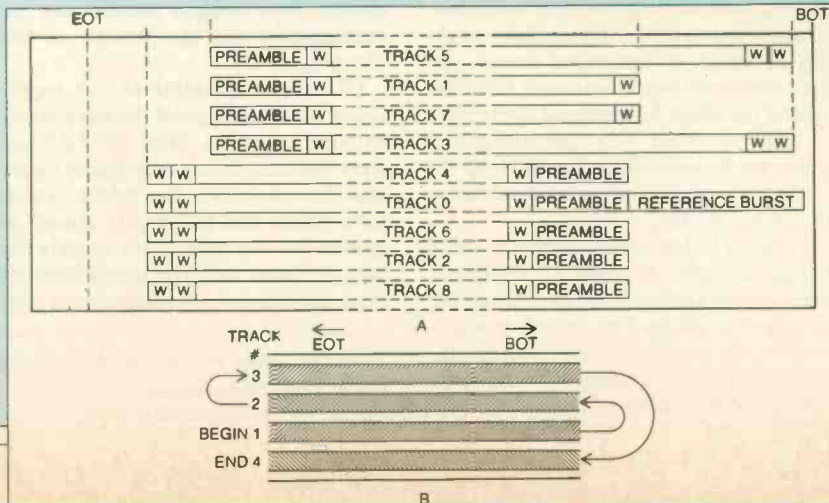 EOT BOT
PREAMBLE W TRACK 5 W W
PREAMBLE W TRACK 1 W
PREAMBLE W TRACK 7 W
PREAMBLE W TRACK 3 W W
W W TRACK 4 W PREAMBLE
W W TRACK 0 W PREAMBLE REFERENCE BURST
W W TRACK 6 W PREAMBLE
W W TRACK 2 W PREAMBLE
W W TRACK 8 W PREAMBLE
A
TRACK EOT BOT
#
3
2
BEGIN 1
END 4
B